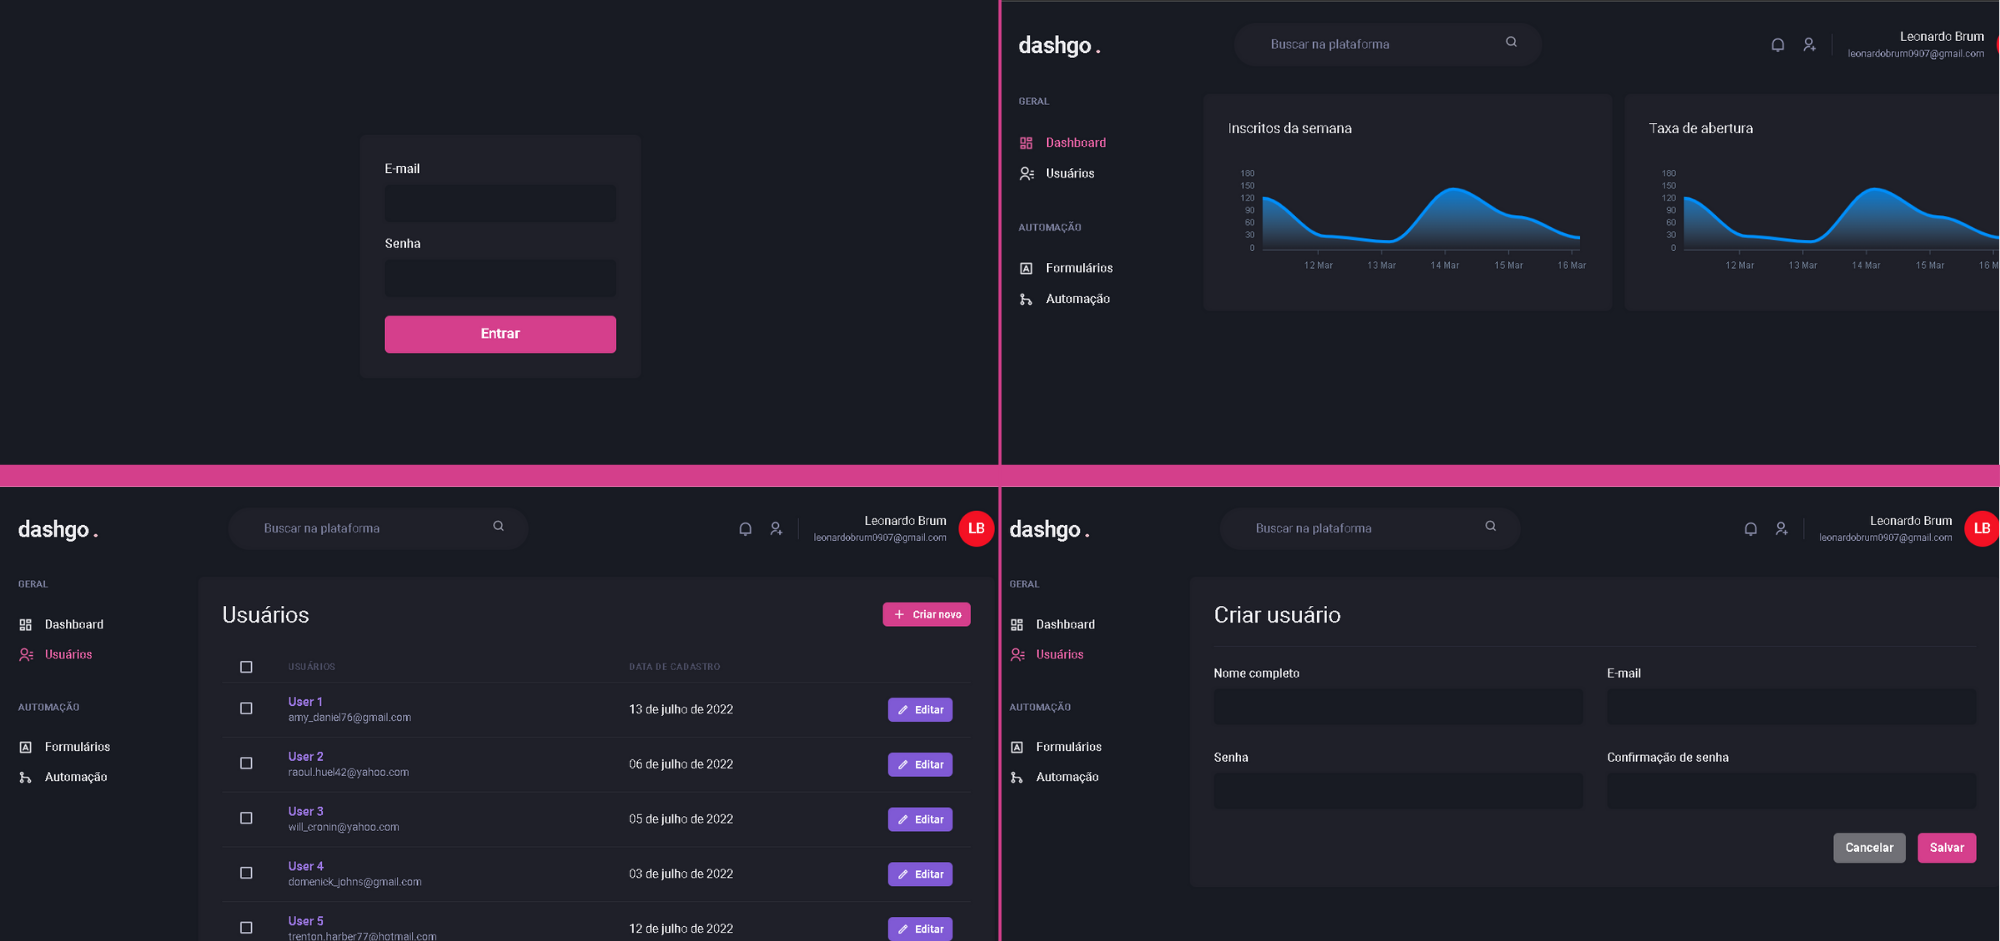 E-mail
Senha
Entrar
dashgo .
Buscar na plataforma
Leonardo Brum
leonardobrum0907@gmail.com
GERAL
Dashboard
Usuários
AUTOMAÇÃO
Formulários
Automação
Inscritos da semana
180
150
120
90
60
30
0
12 Mar 13 Mar 14 Mar 15 Mar 16 Mar
Taxa de abertura
180
150
120
90
60
30
0
12 Mar 13 Mar 14 Mar 15 Mar 16 M
dashgo .
Buscar na plataforma
Leonardo Brum
leonardobrum0907@gmail.com
LB
GERAL
Dashboard
Usuários
AUTOMAÇÃO
Formulários
Automação
Usuários
Criar novo
USUÁRIOS DATA DE CADASTRO
User 1
amy_daniel76@gmail.com
13 de julho de 2022
Editar
User 2
raoul.huel42@yahoo.com
06 de julho de 2022
Editar
User 3
will_cronin@yahoo.com
05 de julho de 2022
Editar
User 4
domenick_johns@gmail.com
03 de julho de 2022
Editar
User 5
trenton.harber77@hotmail.com
12 de julho de 2022
Editar
dashgo .
Buscar na plataforma
Leonardo Brum
leonardobrum0907@gmail.com
LB
GERAL
Dashboard
Usuários
AUTOMAÇÃO
Formulários
Automação
Criar usuário
Nome completo
E-mail
Senha
Confirmação de senha
Cancelar
Salvar